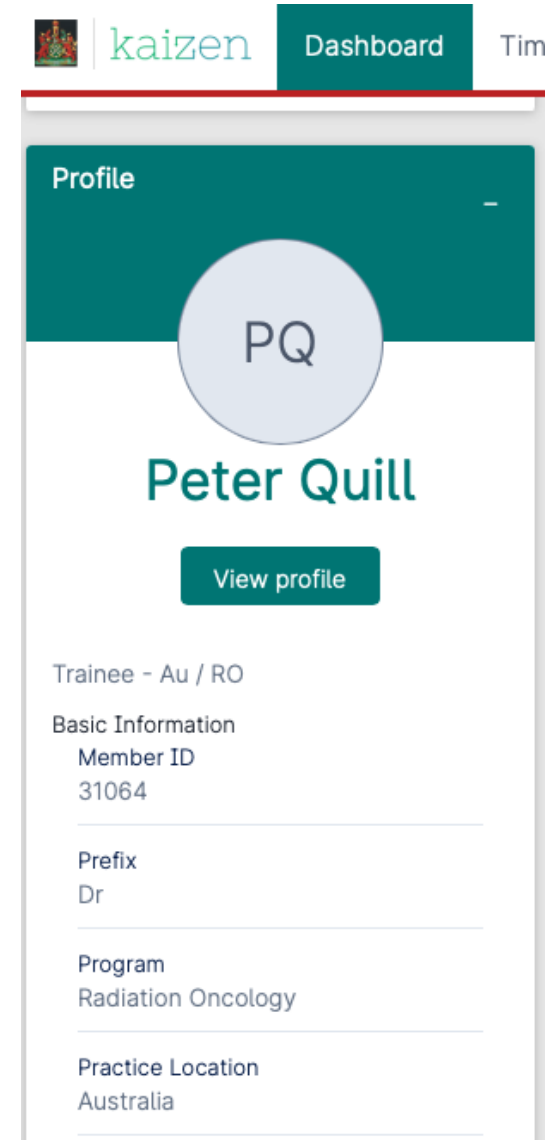 kaizen Dashboard Tim
Profile
PQ
Peter Quill
View profile
Trainee - Au / RO
Basic Information
Member ID
31064
Prefix
Dr
Program
Radiation Oncology
Practice Location
Australia